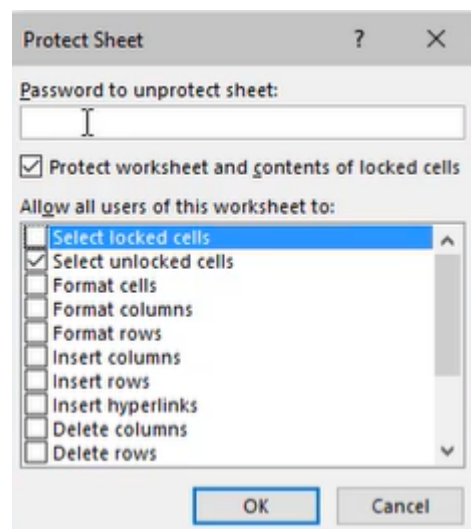 Protect Sheet ? ×
Password to unprotect sheet:
Protect worksheet and contents of locked cells
Allow all users of this worksheet to:
Select locked cells
Select unlocked cells
Format cells
Format columns
Format rows
Insert columns
Insert rows
Insert hyperlinks
Delete columns
Delete rows
OK Cancel